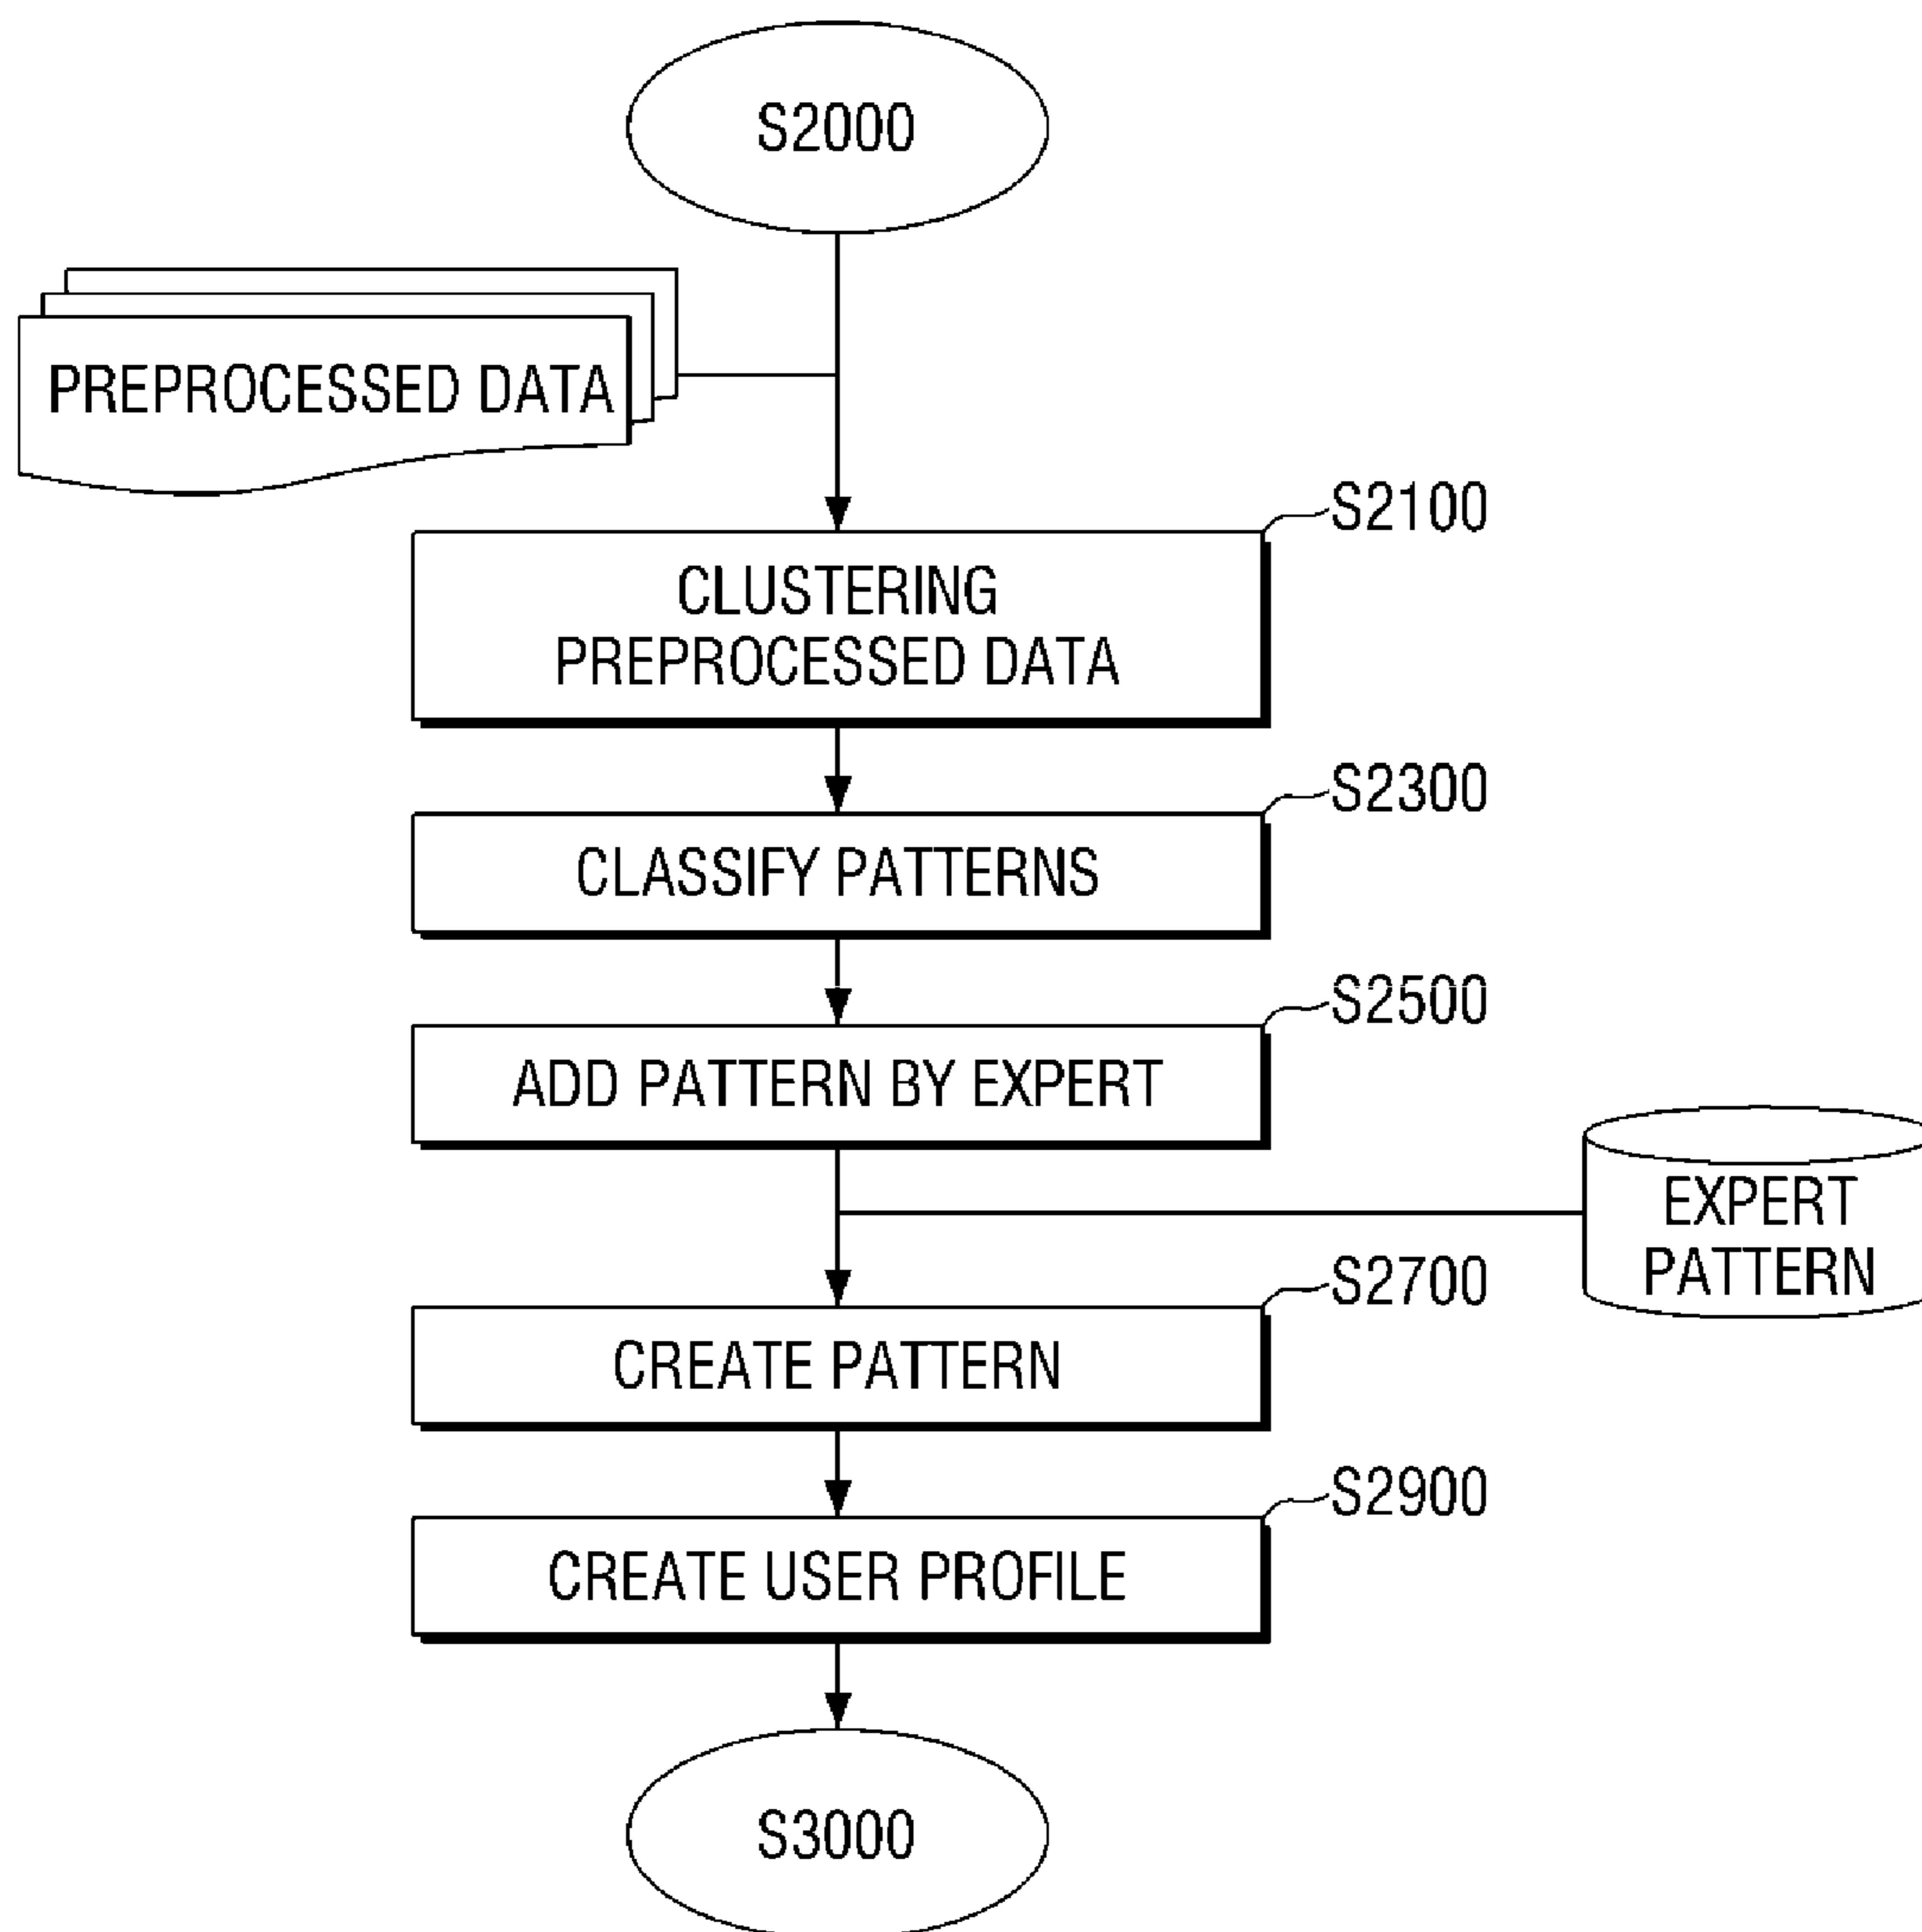 S2000
PREPROCESSED DATA
S2100
CLUSTERING
PREPROCESSED DATA
S2300
CLASSIFY PATTERNS
S2500
ADD PATTERN BY EXPERT
EXPERT
PATTERN
S2700
CREATE PATTERN
S2900
CREATE USER PROFILE
S3000